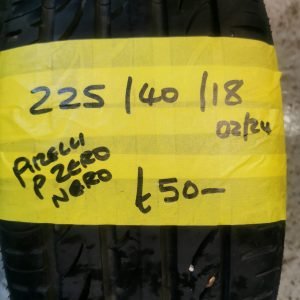 225/40/18
02/24
PIRELLI
P ZERO
NERO
£50-